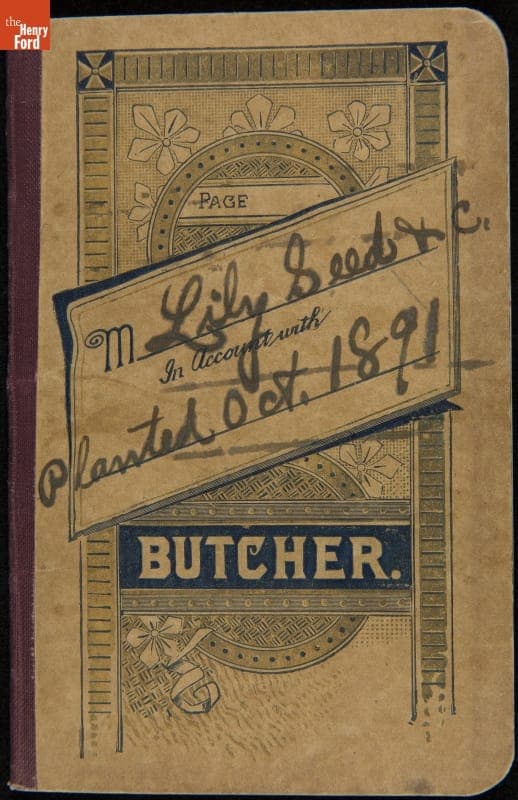 the
Henry
Ford
PAGE
M Lily Seed & c.
In Account with
Planted Oct. 1891
BUTCHER.